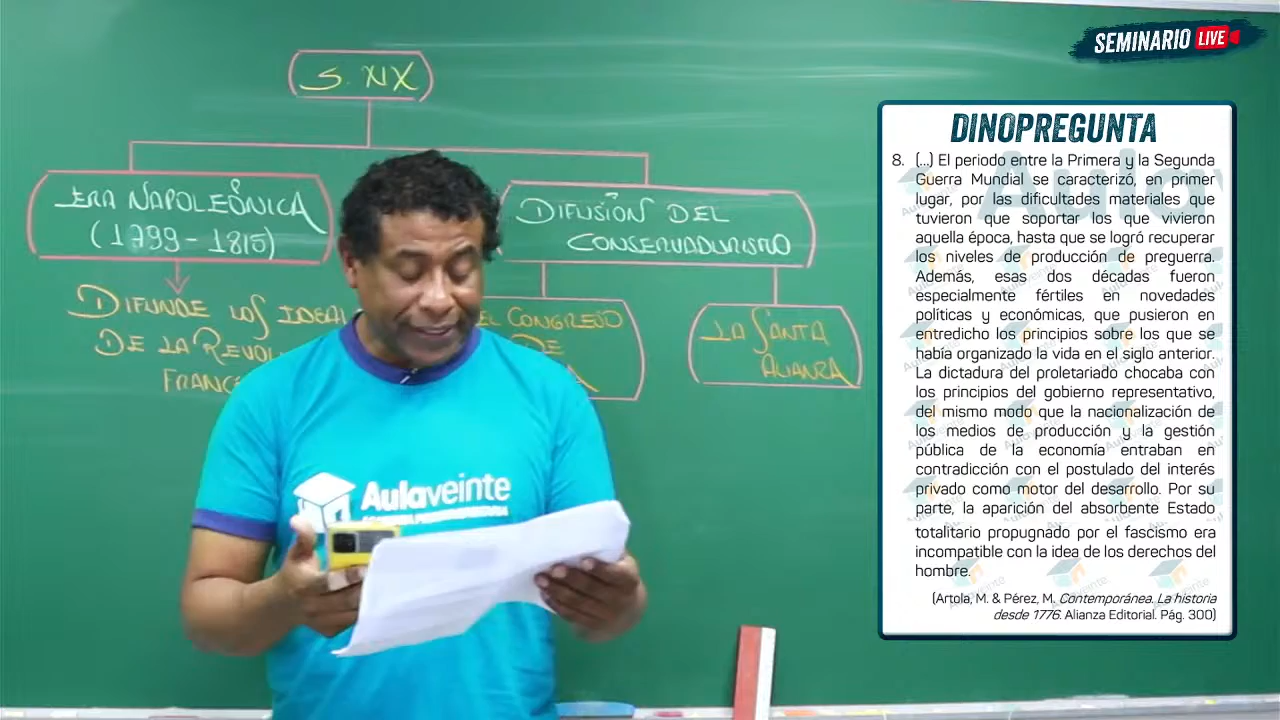 SEMINARIO LIVE
S. XIX
ERA NAPOLEÓNICA
(1799-1815)
DIFUNDE LOS IDEAL
DE LA REVOL
FRANC
DIFUSIÓN DEL
CONSERVADURISMO
EL CONGRESO
DE
LA SANTA
ALIANZA
Aulaveinte
DINOPREGUNTA
8. (...) El periodo entre la Primera y la Segunda
Guerra Mundial se caracterizó, en primer
lugar, por las dificultades materiales que
tuvieron que soportar los que vivieron
aquella época, hasta que se logró recuperar
los niveles de producción de preguerra.
Además, esas dos décadas fueron
especialmente fértiles en novedades
políticas y económicas, que pusieron en
entredicho los principios sobre los que se
había organizado la vida en el siglo anterior.
La dictadura del proletariado chocaba con
los principios del gobierno representativo,
del mismo modo que la nacionalización de
los medios de producción y la gestión
pública de la economía entraban en
contradicción con el postulado del interés
privado como motor del desarrollo. Por su
parte, la aparición del absorbente Estado
totalitario propugnado por el fascismo era
incompatible con la idea de los derechos del
hombre.
(Artola, M. & Pérez, M. Contemporánea. La historia
desde 1776. Alianza Editorial. Pág. 300)